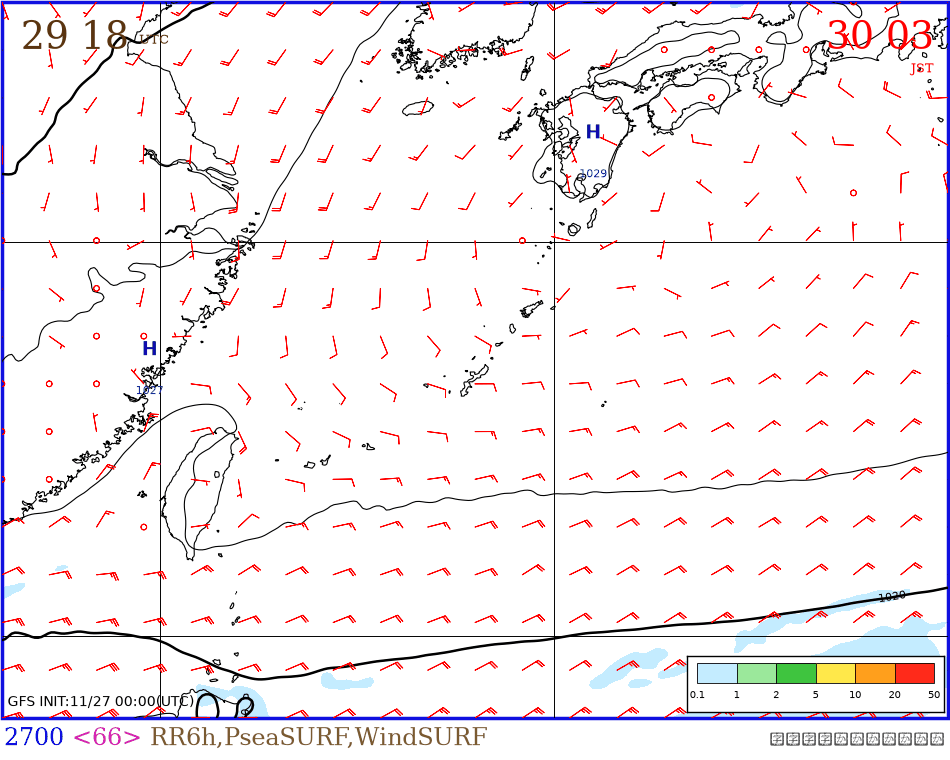 29 18 UTC 30 03
JST
H
1029
H
1027
1020
0.1 1 2 5 10 20 50
GFS INIT:11/27 00:00(UTC)
2700 <66> RR6h,PseaSURF,WindSURF